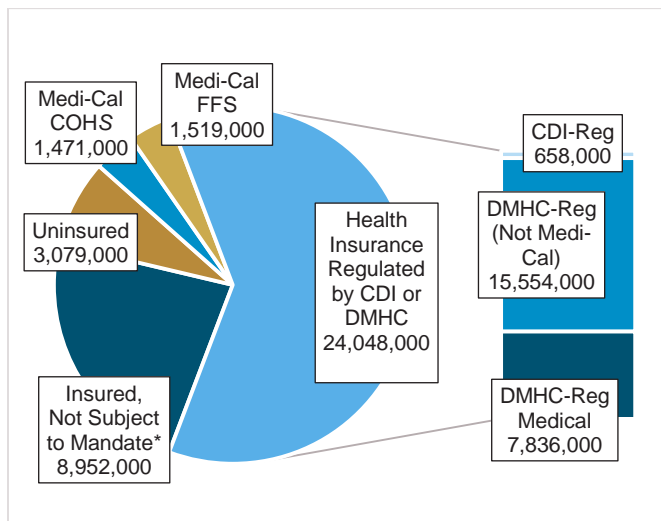 Medi-Cal
FFS
1,519,000
Medi-Cal
COHS
1,471,000
Uninsured
3,079,000
Insured,
Not Subject
to Mandate*
8,952,000
Health
Insurance
Regulated
by CDI or
DMHC
24,048,000
CDI-Reg
658,000
DMHC-Reg
(Not Medi-
Cal)
15,554,000
DMHC-Reg
Medical
7,836,000